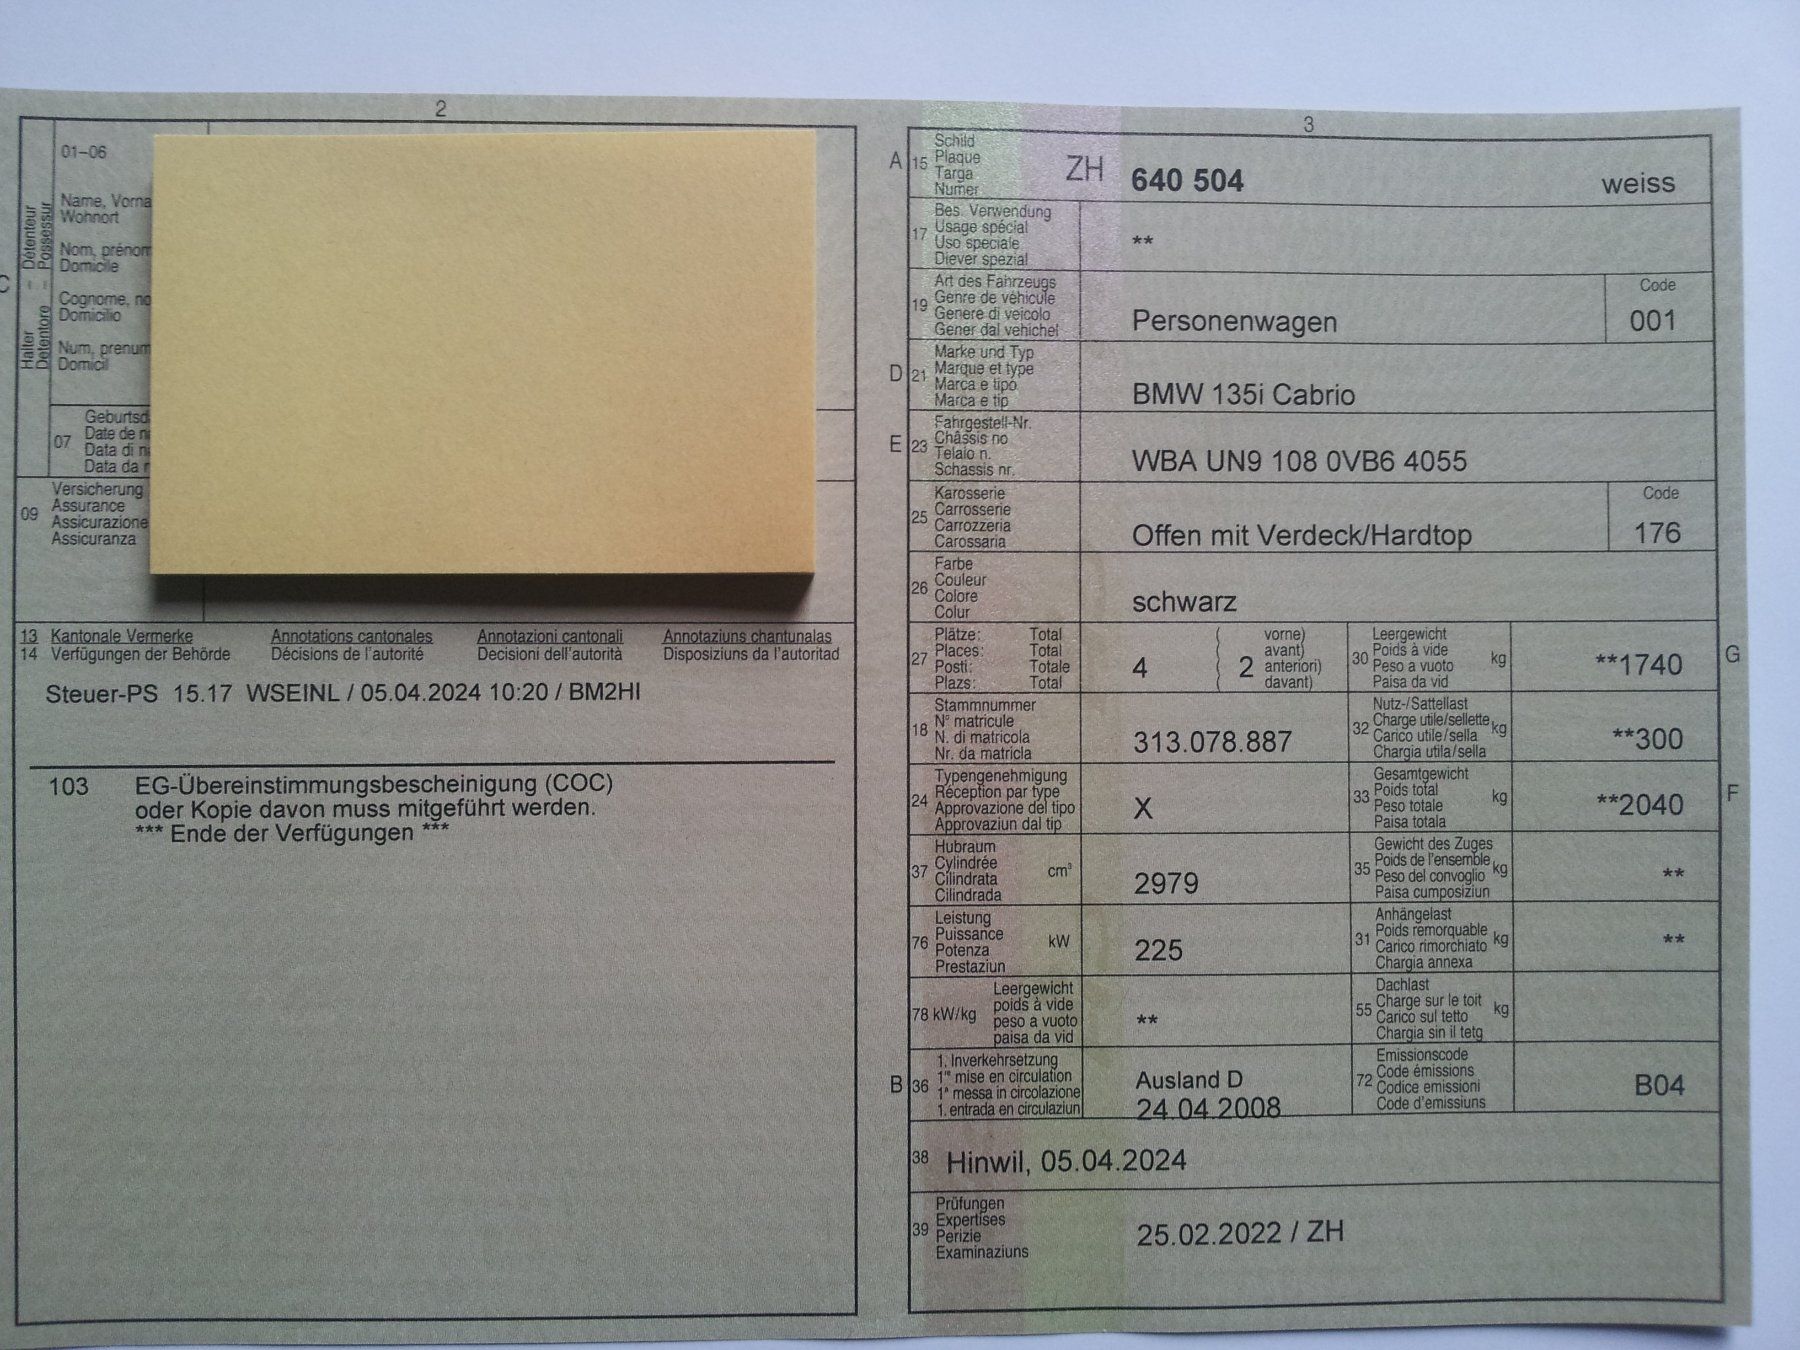 2
01–06
Name, Vorna
Wohnort
Nom, prénom
Domicile
Cognome, no
Domicilio
Num, prenum
Domicil
Halter – Détenteur
Detentore – Possessur
C
07
Geburtsd
Date de n
Data di n
Data da n
09
Versicherung
Assurance
Assicurazione
Assicuranza
13 Kantonale Vermerke Annotations cantonales Annotazioni cantonali Annotaziuns chantunalas
14 Verfügungen der Behörde Décisions de l'autorité Decisioni dell'autorità Disposiziuns da l'autoritad
Steuer-PS 15.17 WSEINL / 05.04.2024 10:20 / BM2HI
103 EG-Übereinstimmungsbescheinigung (COC)
oder Kopie davon muss mitgeführt werden.
*** Ende der Verfügungen ***
3
A 15
Schild
Plaque
Targa
Numer
ZH 640 504 weiss
17
Bes. Verwendung
Usage spécial
Uso speciale
Diever spezial
**
19
Art des Fahrzeugs
Genre de véhicule
Genere di veicolo
Gener dal vehichel
Personenwagen
Code
001
D 21
Marke und Typ
Marque et type
Marca e tipo
Marca e tip
BMW 135i Cabrio
E 23
Fahrgestell-Nr.
Châssis no
Telaio n.
Schassis nr.
WBA UN9 108 0VB6 4055
25
Karosserie
Carrosserie
Carrozzeria
Carossaria
Offen mit Verdeck/Hardtop
Code
176
26
Farbe
Couleur
Colore
Colur
schwarz
27
Plätze: Total
Places: Total
Posti: Totale
Plazs: Total
4
( vorne)
( avant)
( 2 anteriori)
( davant)
30
Leergewicht
Poids à vide
Peso a vuoto
Paisa da vid
kg
**1740
G
18
Stammnummer
N° matricule
N. di matricola
Nr. da matricla
313.078.887
32
Nutz-/Sattellast
Charge utile/sellette
Carico utile/sella
Chargia utila/sella
kg
**300
24
Typengenehmigung
Réception par type
Approvazione del tipo
Approvaziun dal tip
X
33
Gesamtgewicht
Poids total
Peso totale
Paisa totala
kg
**2040
F
37
Hubraum
Cylindrée
Cilindrata
Cilindrada
cm³
2979
35
Gewicht des Zuges
Poids de l'ensemble
Peso del convoglio
Paisa cumposiziun
kg
**
76
Leistung
Puissance
Potenza
Prestaziun
kW
225
31
Anhängelast
Poids remorquable
Carico rimorchiato
Chargia annexa
kg
**
78 kW/kg
Leergewicht
poids à vide
peso a vuoto
paisa da vid
**
55
Dachlast
Charge sur le toit
Carico sul tetto
Chargia sin il tetg
kg
B 36
1. Inverkehrsetzung
1re mise en circulation
1a messa in circolazione
1. entrada en circulaziun
Ausland D
24.04.2008
72
Emissionscode
Code émissions
Codice emissioni
Code d'emissiuns
B04
38 Hinwil, 05.04.2024
39
Prüfungen
Expertises
Perizie
Examinaziuns
25.02.2022 / ZH